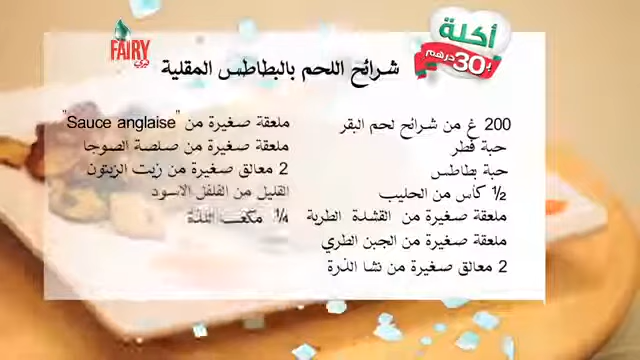 FAIRY
فيري
أكلة
بـ30درهم
شرائح اللحم بالبطاطس المقلية
200 غ من شرائح لحم البقر
حبة فطر
حبة بطاطس
½ كأس من الحليب
ملعقة صغيرة من القشدة الطرية
ملعقة صغيرة من الجبن الطري
2 معالق صغيرة من نشا الذرة
ملعقة صغيرة من "Sauce anglaise"
ملعقة صغيرة من صلصة الصوجا
2 معالق صغيرة من زيت الزيتون
القليل من الفلفل الاسود
¼ مكعب